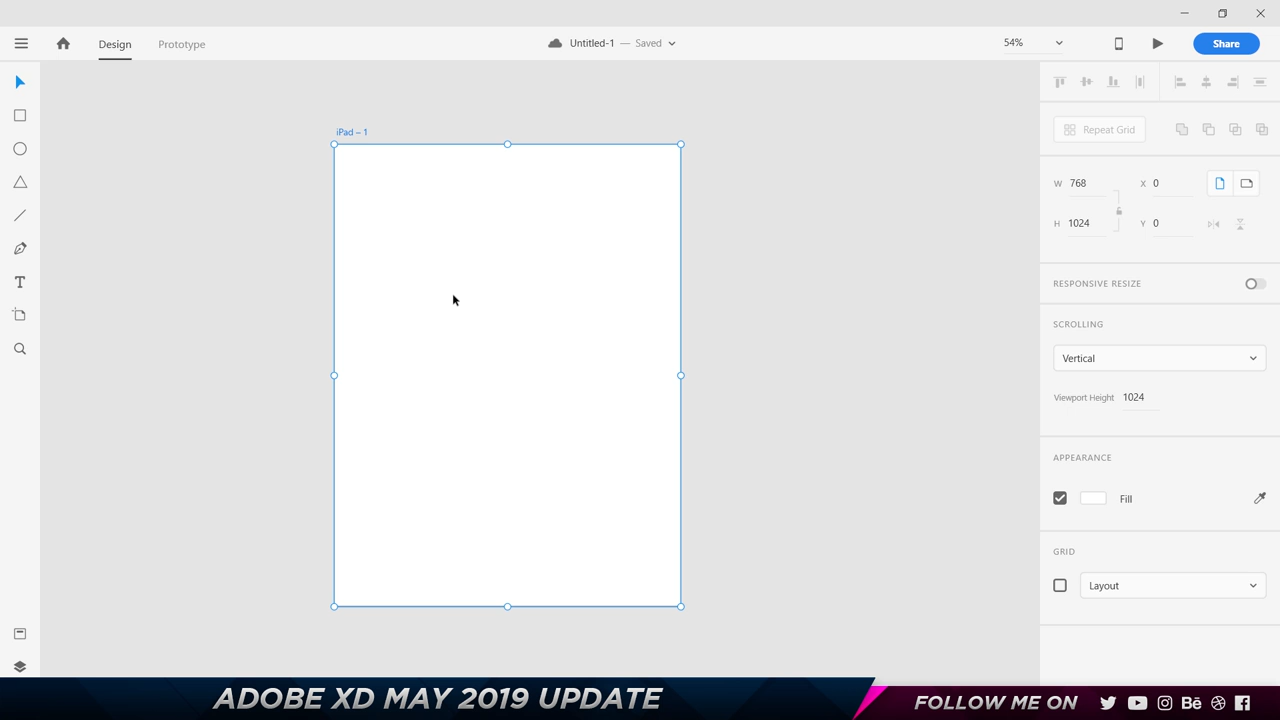 Design
Prototype
Untitled-1 — Saved
54%
Share
iPad – 1
Repeat Grid
W 768
X 0
H 1024
Y 0
RESPONSIVE RESIZE
SCROLLING
Vertical
Viewport Height 1024
APPEARANCE
Fill
GRID
Layout
ADOBE XD MAY 2019 UPDATE
FOLLOW ME ON